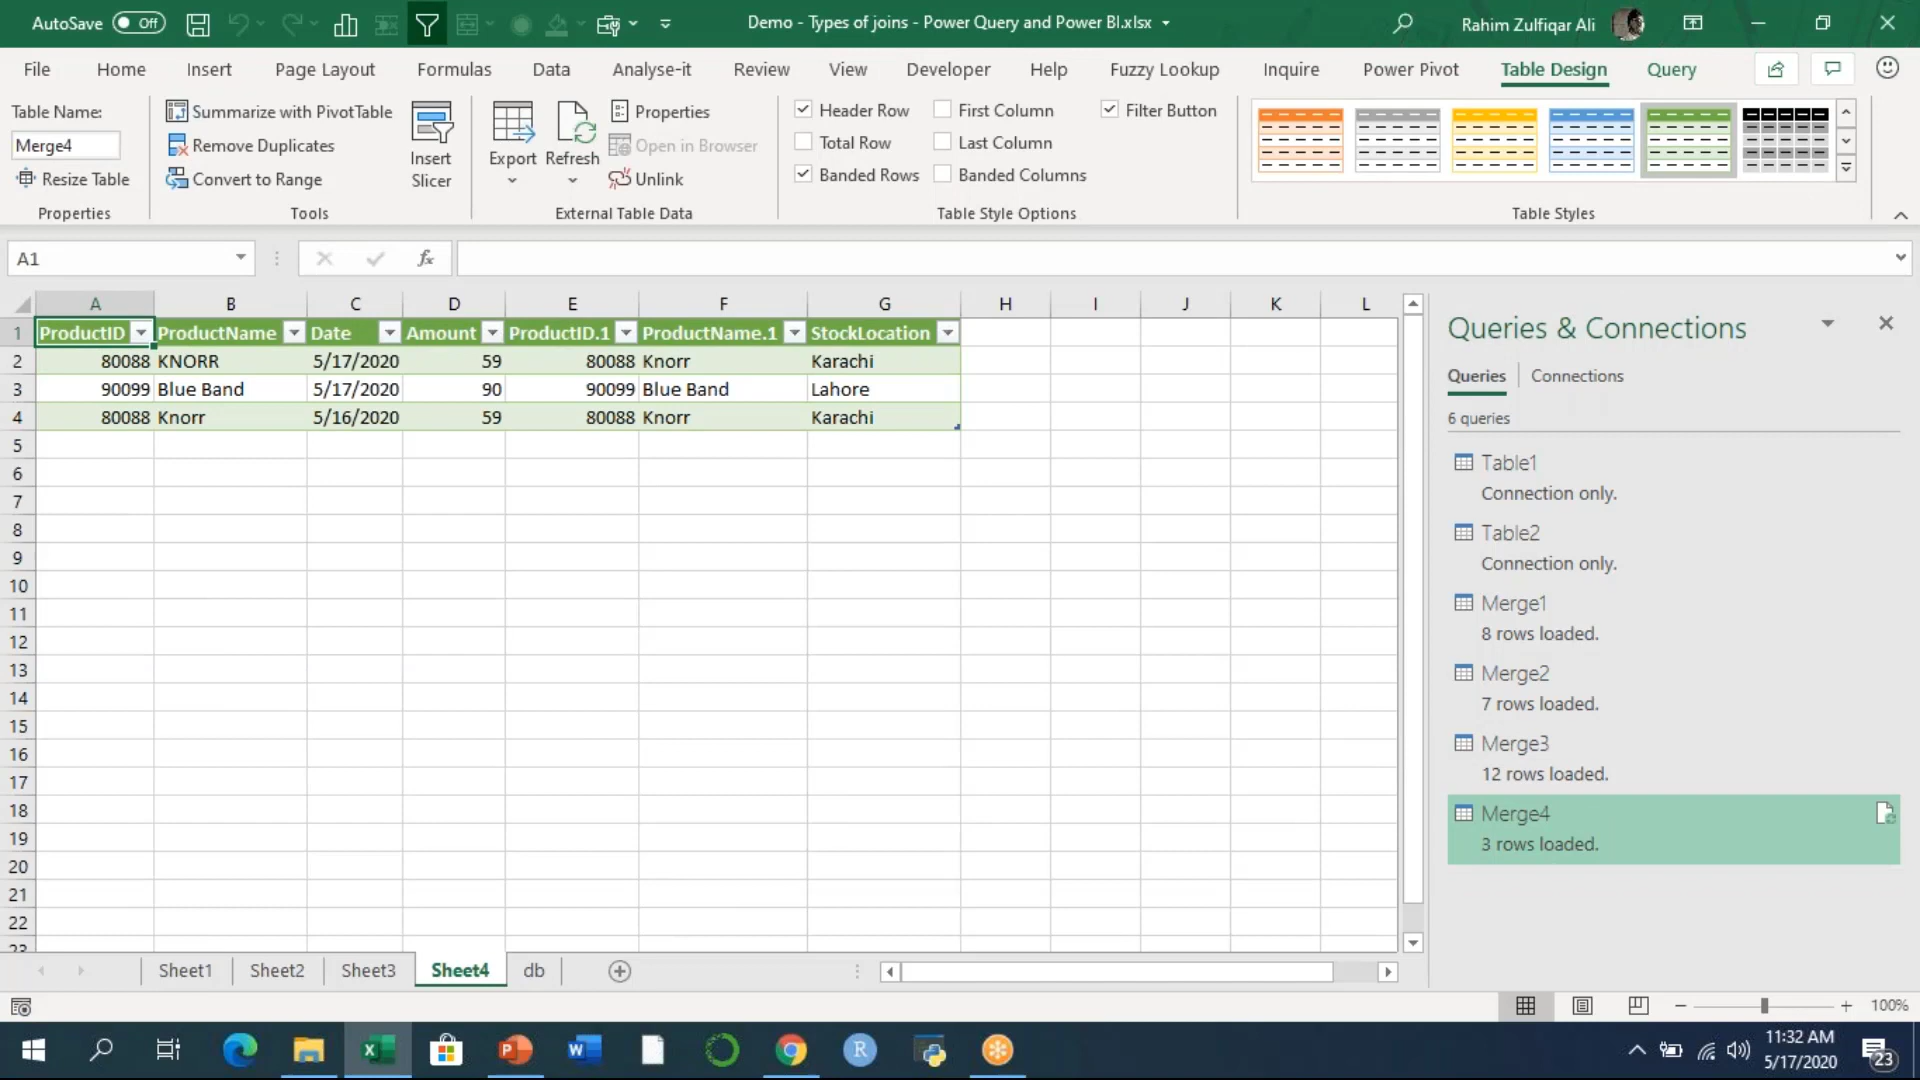 AutoSave Off Demo - Types of joins - Power Query and Power BI.xlsx Rahim Zulfiqar Ali
File Home Insert Page Layout Formulas Data Analyse-it Review View Developer Help Fuzzy Lookup Inquire Power Pivot Table Design Query
Table Name:
Merge4
Resize Table
Properties
Summarize with PivotTable
Remove Duplicates
Convert to Range
Tools
Insert
Slicer
Export
Refresh
Properties
Open in Browser
Unlink
External Table Data
Header Row First Column Filter Button
Total Row Last Column
Banded Rows Banded Columns
Table Style Options
Table Styles
A1 fx
A B C D E F G H I J K L
1 ProductID ProductName Date Amount ProductID.1 ProductName.1 StockLocation
2 80088 KNORR 5/17/2020 59 80088 Knorr Karachi
3 90099 Blue Band 5/17/2020 90 90099 Blue Band Lahore
4 80088 Knorr 5/16/2020 59 80088 Knorr Karachi
5
6
7
8
9
10
11
12
13
14
15
16
17
18
19
20
21
22
23
Queries & Connections
Queries Connections
6 queries
Table1
Connection only.
Table2
Connection only.
Merge1
8 rows loaded.
Merge2
7 rows loaded.
Merge3
12 rows loaded.
Merge4
3 rows loaded.
Sheet1 Sheet2 Sheet3 Sheet4 db
100%
11:32 AM
5/17/2020
23